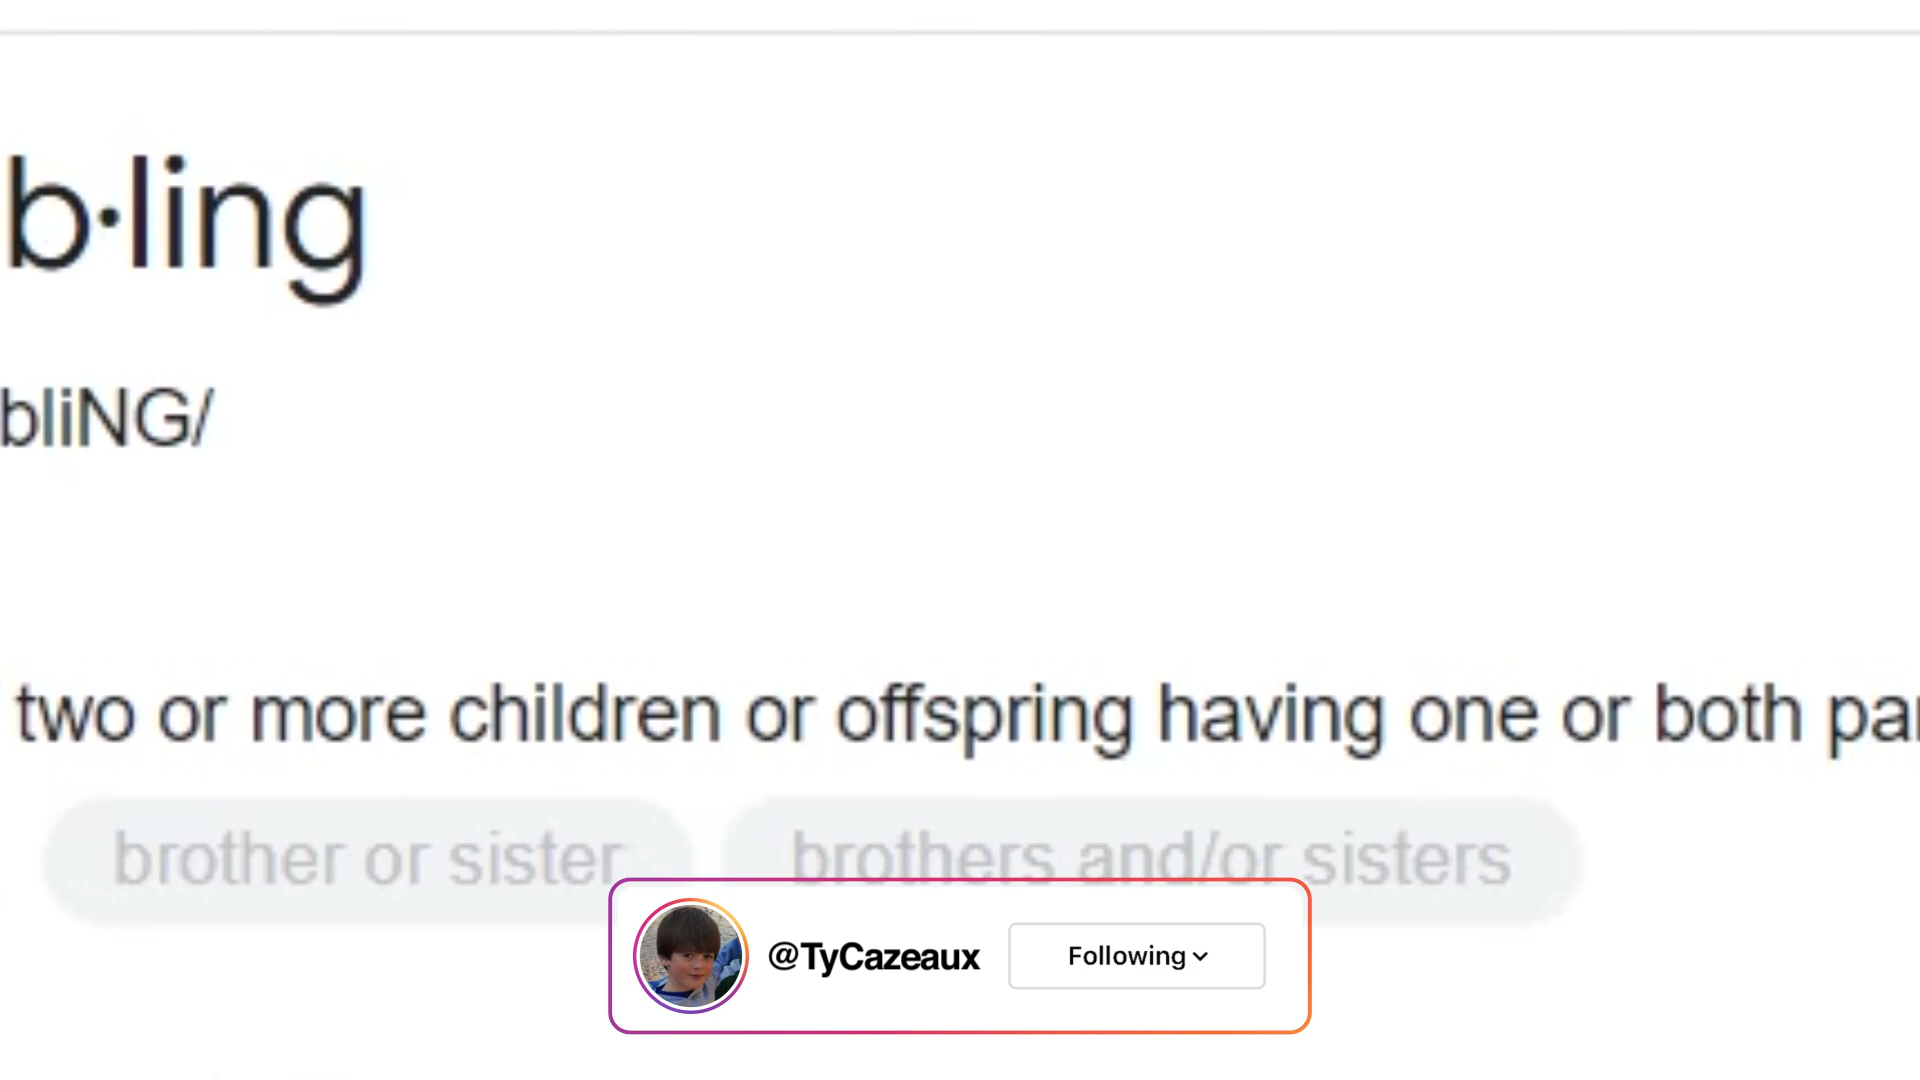 b·ling
bliNG/
two or more children or offspring having one or both par
brother or sister brothers and/or sisters
@TyCazeaux Following